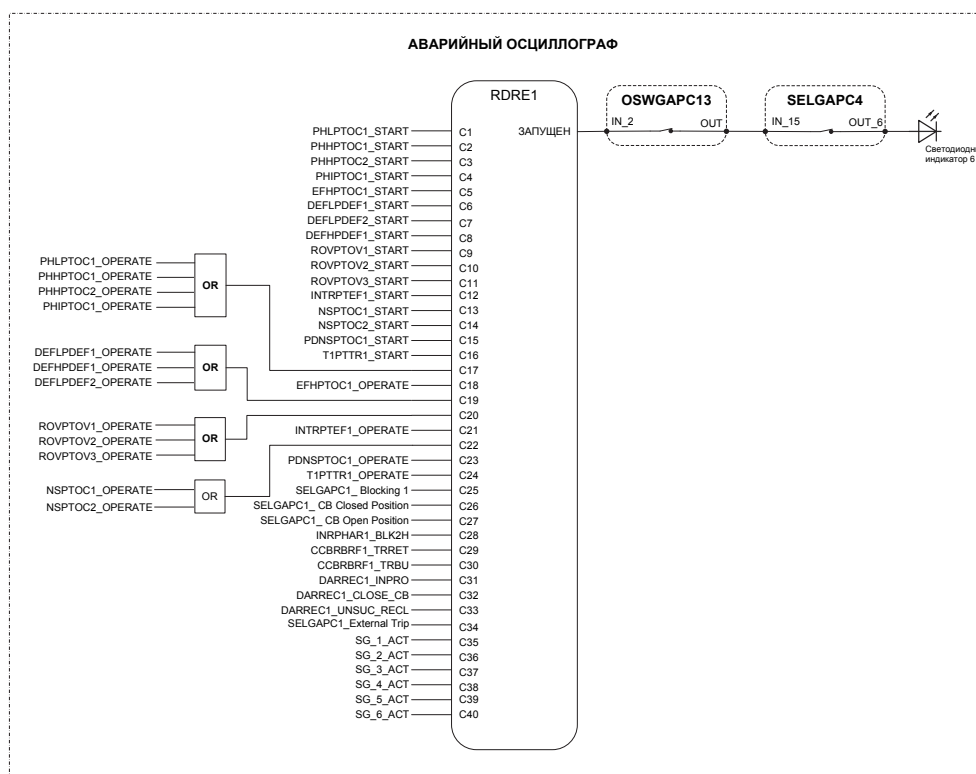 АВАРИЙНЫЙ ОСЦИЛЛОГРАФ
RDRE1
OSWGAPC13
SELGAPC4
ЗАПУЩЕН
IN_2
OUT
IN_15
OUT_6
индикатор 6
PHLPTOC1_START C1
PHHPTOC1_START C2
PHHPTOC2_START C3
PHIPTOC1_START C4
EFHPTOC1_START C5
DEFLPDEF1_START C6
DEFLPDEF2_START C7
DEFHPDEF1_START C8
ROVPTOV1_START C9
ROVPTOV2_START C10
ROVPTOV3_START C11
INTRPTEF1_START C12
NSPTOC1_START C13
NSPTOC2_START C14
PDNSPTOC1_START C15
T1PTTR1_START C16
C17
EFHPTOC1_OPERATE C18
C19
C20
INTRPTEF1_OPERATE C21
C22
PDNSPTOC1_OPERATE C23
T1PTTR1_OPERATE C24
SELGAPC1_ Blocking 1 C25
SELGAPC1_ CB Closed Position C26
SELGAPC1_ CB Open Position C27
INRPHAR1_BLK2H C28
CCBRBRF1_TRRET C29
CCBRBRF1_TRBU C30
DARREC1_INPRO C31
DARREC1_CLOSE_CB C32
DARREC1_UNSUC_RECL C33
SELGAPC1_External Trip C34
SG_1_ACT C35
SG_2_ACT C36
SG_3_ACT C37
SG_4_ACT C38
SG_5_ACT C39
SG_6_ACT C40
PHLPTOC1_OPERATE
PHHPTOC1_OPERATE
PHHPTOC2_OPERATE
PHIPTOC1_OPERATE
OR
DEFLPDEF1_OPERATE
DEFHPDEF1_OPERATE
DEFLPDEF2_OPERATE
OR
ROVPTOV1_OPERATE
ROVPTOV2_OPERATE
ROVPTOV3_OPERATE
OR
NSPTOC1_OPERATE
NSPTOC2_OPERATE
OR